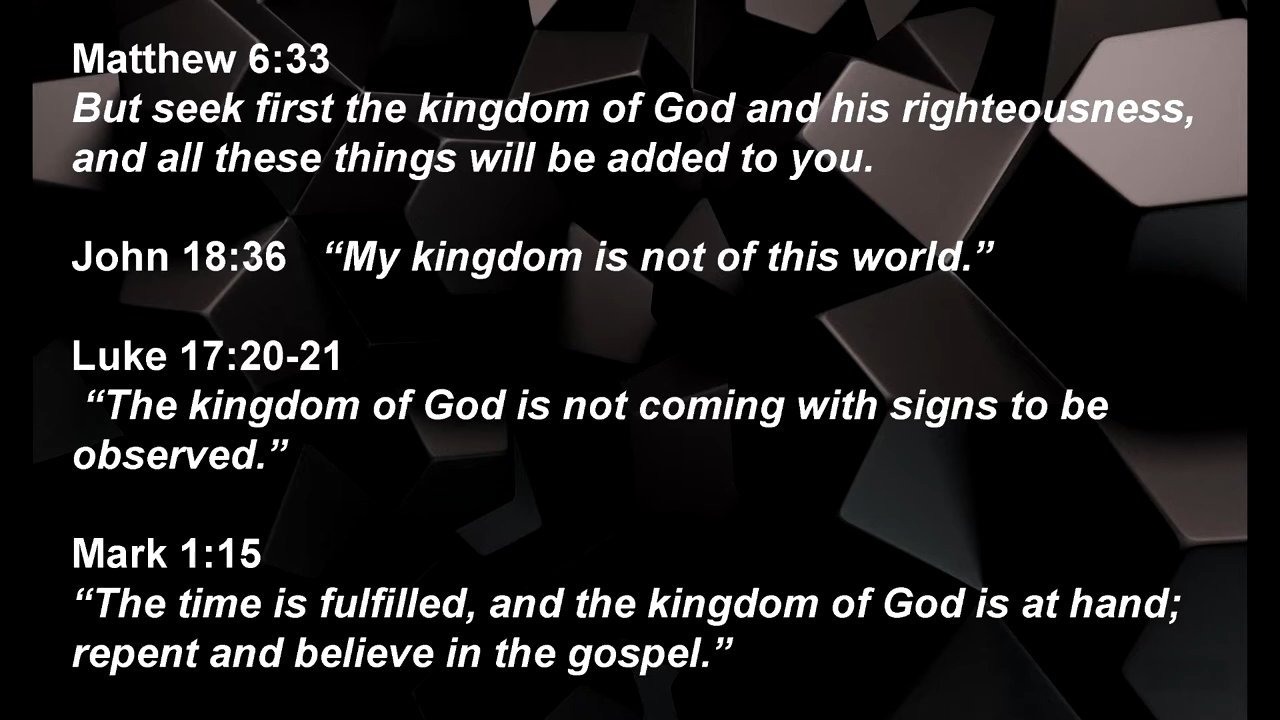 Matthew 6:33
But seek first the kingdom of God and his righteousness,
and all these things will be added to you.
John 18:36 “My kingdom is not of this world.”
Luke 17:20-21
“The kingdom of God is not coming with signs to be
observed.”
Mark 1:15
“The time is fulfilled, and the kingdom of God is at hand;
repent and believe in the gospel.”